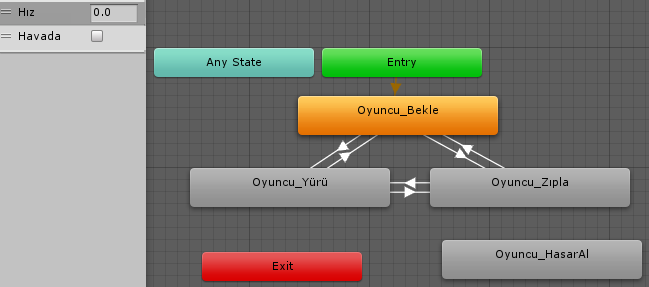 Hız 0.0
Havada
Any State
Entry
Oyuncu_Bekle
Oyuncu_Yürü
Oyuncu_Zıpla
Oyuncu_HasarAl
Exit